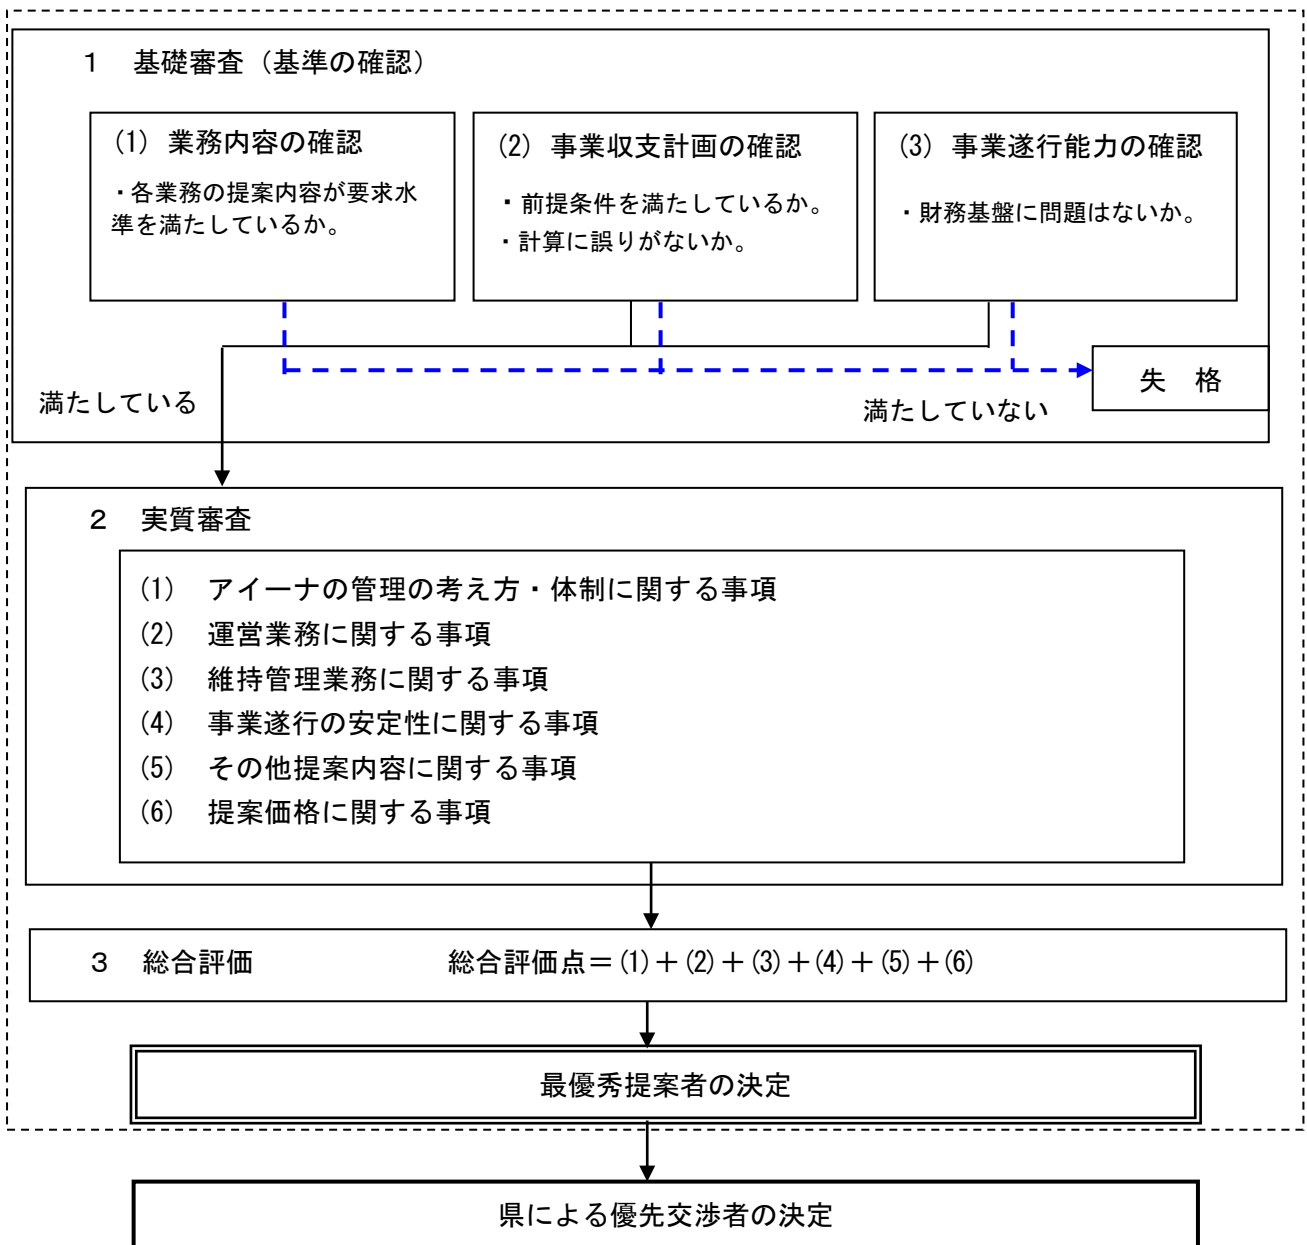 １　基礎審査（基準の確認）
(1) 業務内容の確認
・各業務の提案内容が要求水
準を満たしているか。
(2) 事業収支計画の確認
・前提条件を満たしているか。
・計算に誤りがないか。
(3) 事業遂行能力の確認
・財務基盤に問題はないか。
満たしている
満たしていない
失　格
２　実質審査
(1)　アイーナの管理の考え方・体制に関する事項
(2)　運営業務に関する事項
(3)　維持管理業務に関する事項
(4)　事業遂行の安定性に関する事項
(5)　その他提案内容に関する事項
(6)　提案価格に関する事項
３　総合評価　　総合評価点＝(1)＋(2)＋(3)＋(4)＋(5)＋(6)
最優秀提案者の決定
県による優先交渉者の決定